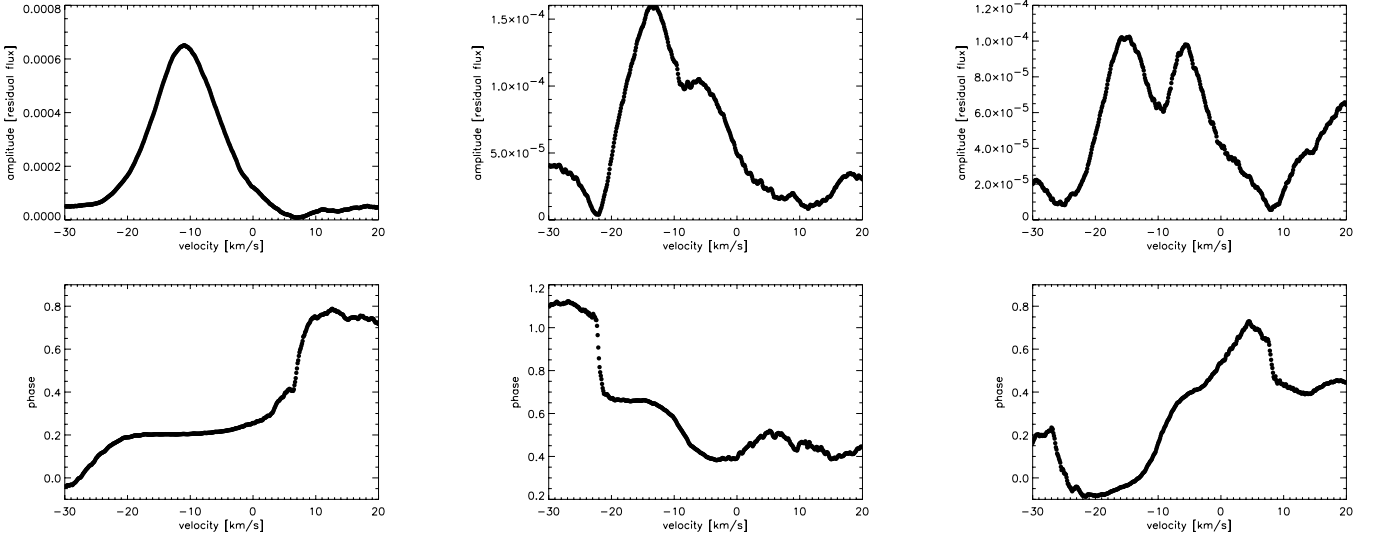 0.0008
0.0006
0.0004
0.0002
0.0000
amplitude [residual flux]
−30 −20 −10 0 10 20
velocity [km/s]
1.5×10⁻⁴
1.0×10⁻⁴
5.0×10⁻⁵
0
amplitude [residual flux]
−30 −20 −10 0 10 20
velocity [km/s]
1.2×10⁻⁴
1.0×10⁻⁴
8.0×10⁻⁵
6.0×10⁻⁵
4.0×10⁻⁵
2.0×10⁻⁵
0
amplitude [residual flux]
−30 −20 −10 0 10 20
velocity [km/s]
0.8
0.6
0.4
0.2
0.0
phase
−30 −20 −10 0 10 20
velocity [km/s]
1.2
1.0
0.8
0.6
0.4
0.2
phase
−30 −20 −10 0 10 20
velocity [km/s]
0.8
0.6
0.4
0.2
0.0
phase
−30 −20 −10 0 10 20
velocity [km/s]